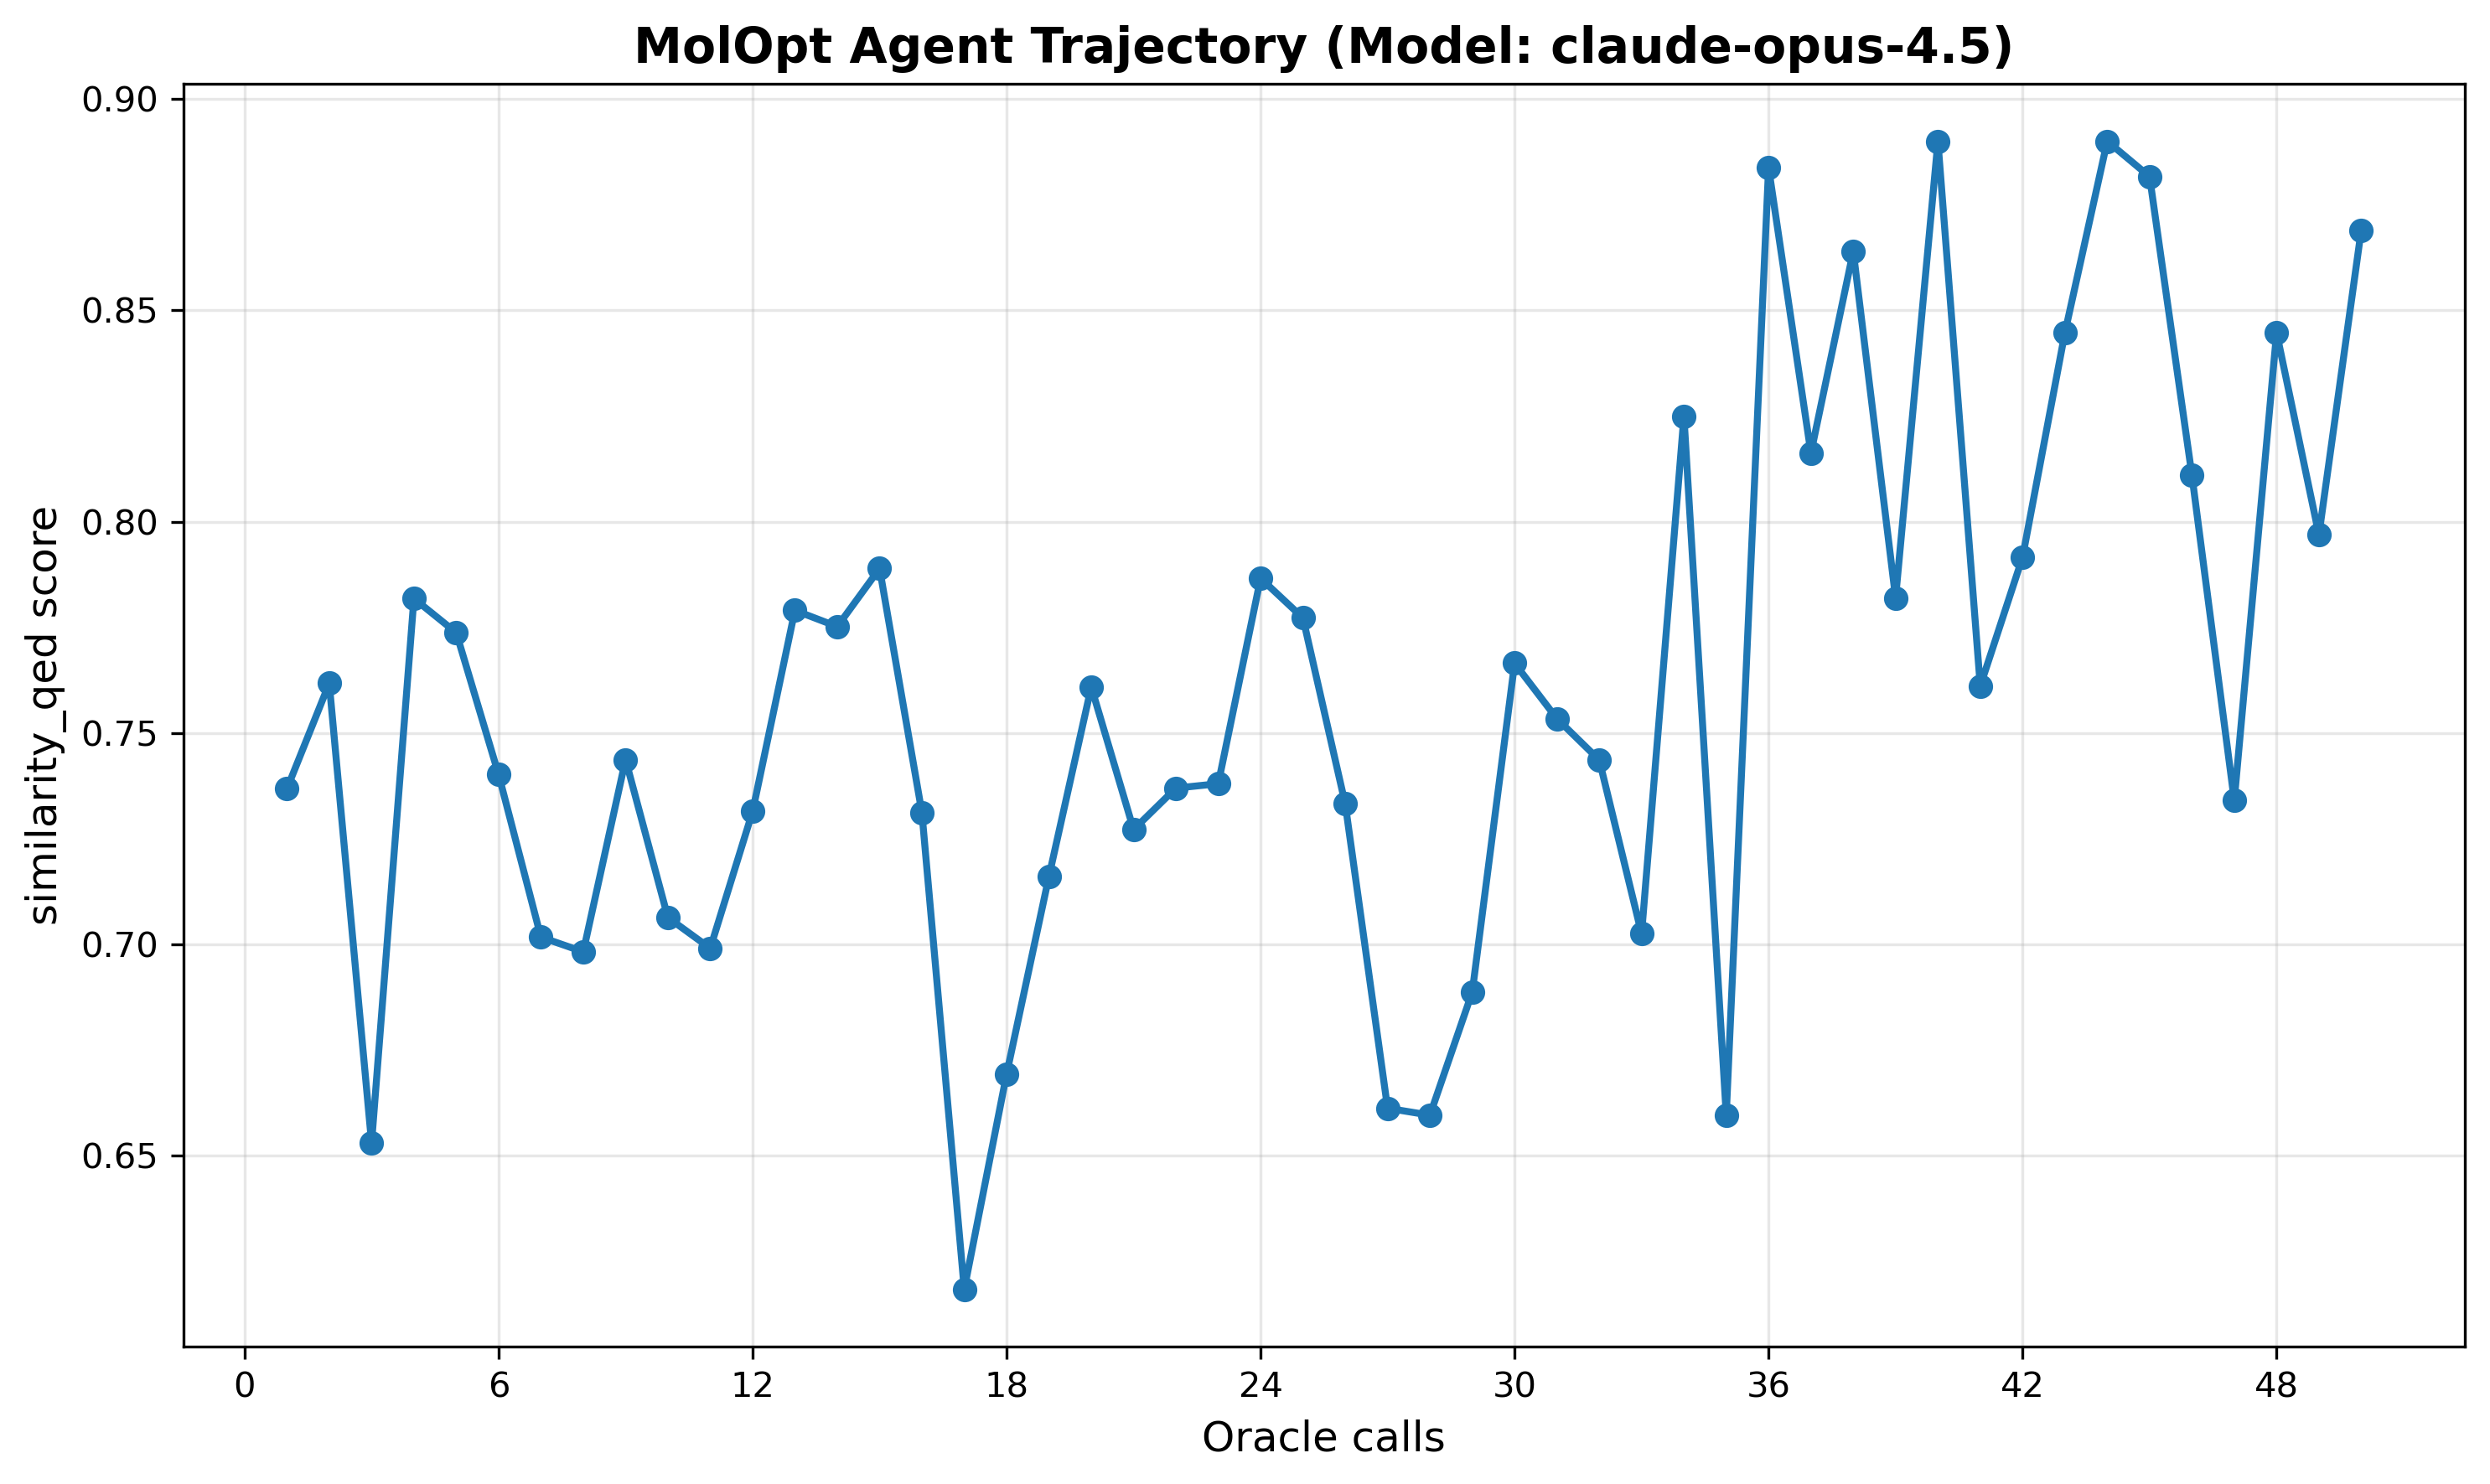 MolOpt Agent Trajectory (Model: claude-opus-4.5)
similarity_qed score
0.90
0.85
0.80
0.75
0.70
0.65
0 6 12 18 24 30 36 42 48
Oracle calls